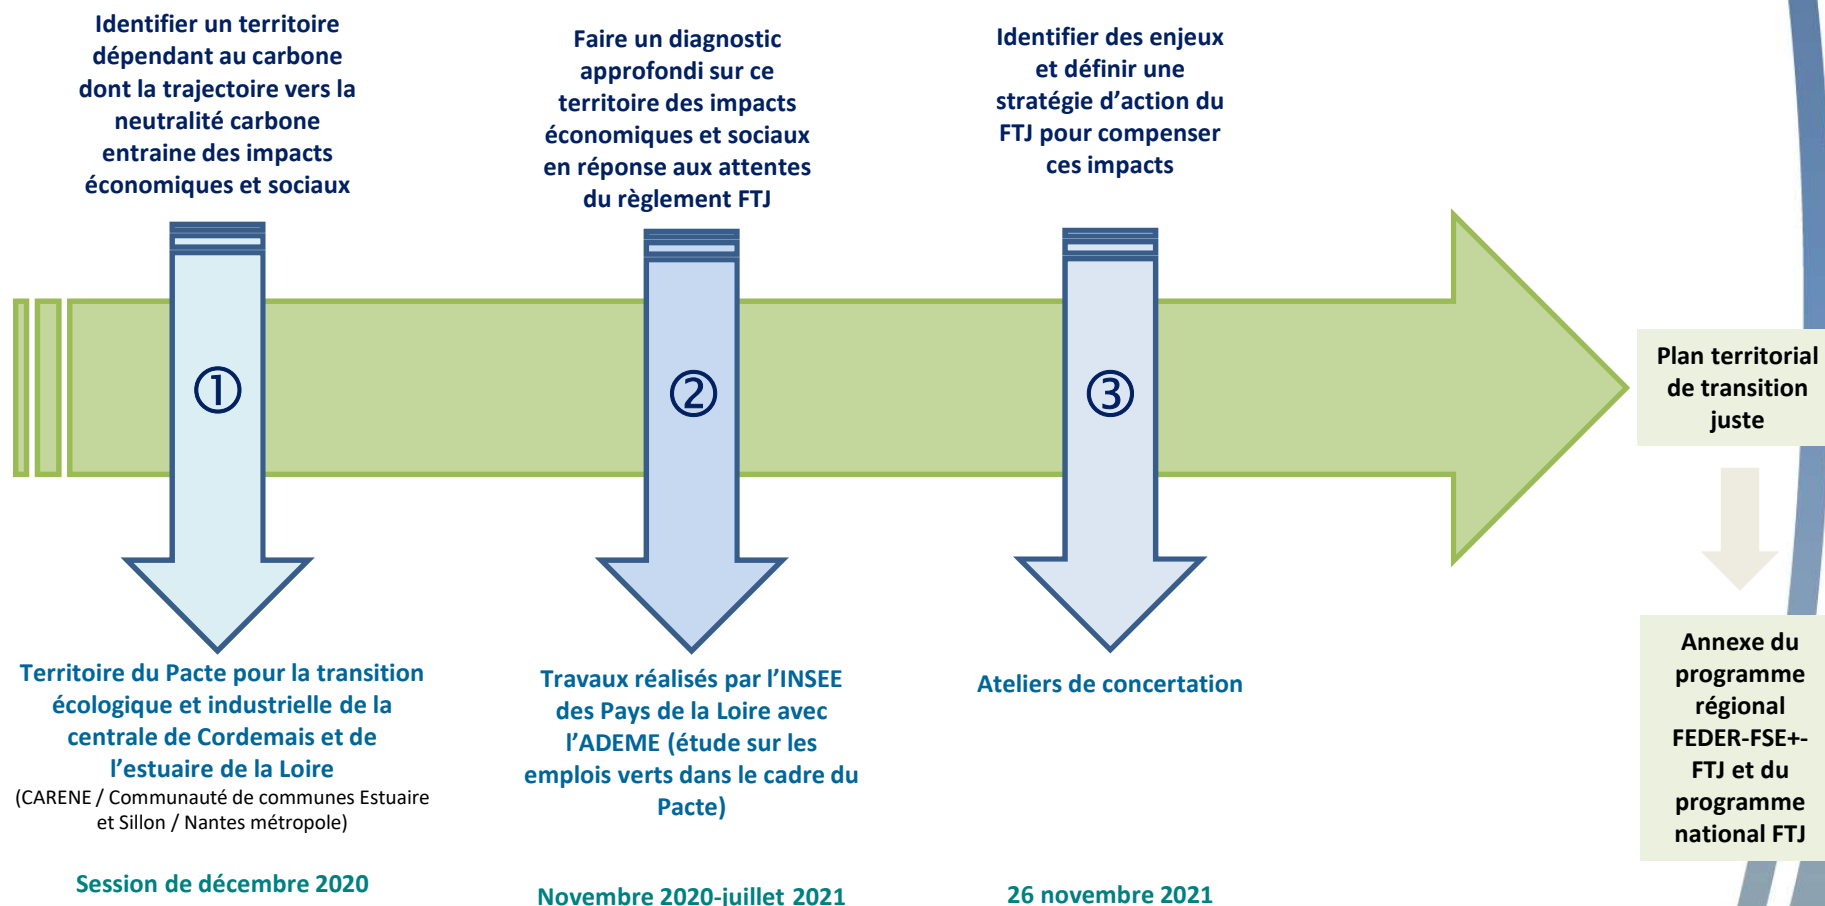 Identifier un territoire
dépendant au carbone
dont la trajectoire vers la
neutralité carbone
entraine des impacts
économiques et sociaux
Faire un diagnostic
approfondi sur ce
territoire des impacts
économiques et sociaux
en réponse aux attentes
du règlement FTJ
Identifier des enjeux
et définir une
stratégie d’action du
FTJ pour compenser
ces impacts
①
②
③
Plan territorial
de transition
juste
Territoire du Pacte pour la transition
écologique et industrielle de la
centrale de Cordemais et de
l’estuaire de la Loire
(CARENE / Communauté de communes Estuaire
et Sillon / Nantes métropole)
Session de décembre 2020
Travaux réalisés par l’INSEE
des Pays de la Loire avec
l’ADEME (étude sur les
emplois verts dans le cadre du
Pacte)
Novembre 2020-juillet 2021
Ateliers de concertation
26 novembre 2021
Annexe du
programme
régional
FEDER-FSE+-
FTJ et du
programme
national FTJ